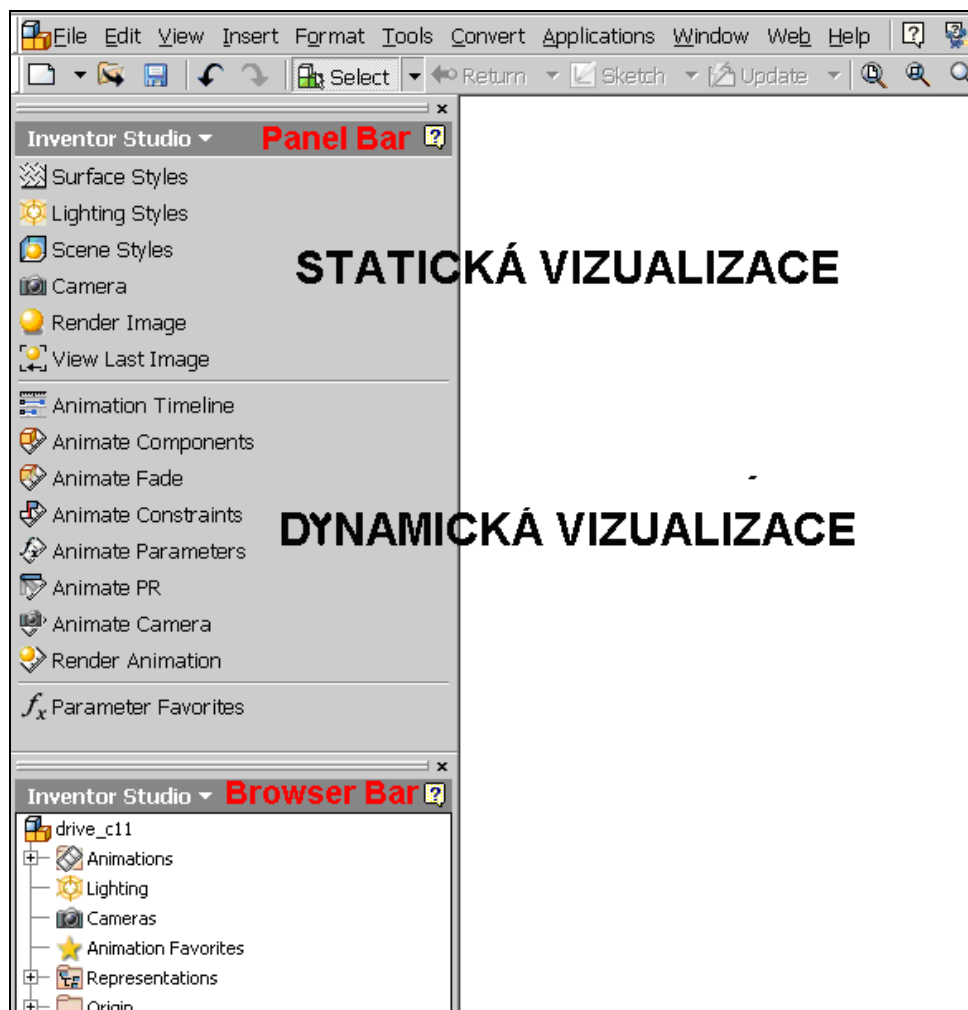 File Edit View Insert Format Tools Convert Applications Window Web Help
Select Return Sketch Update
Inventor Studio Panel Bar
Surface Styles
Lighting Styles
Scene Styles
STATICKÁ VIZUALIZACE
Camera
Render Image
View Last Image
Animation Timeline
Animate Components
Animate Fade
Animate Constraints
DYNAMICKÁ VIZUALIZACE
Animate Parameters
Animate PR
Animate Camera
Render Animation
fx Parameter Favorites
Inventor Studio Browser Bar
drive_c11
Animations
Lighting
Cameras
Animation Favorites
Representations
Origin